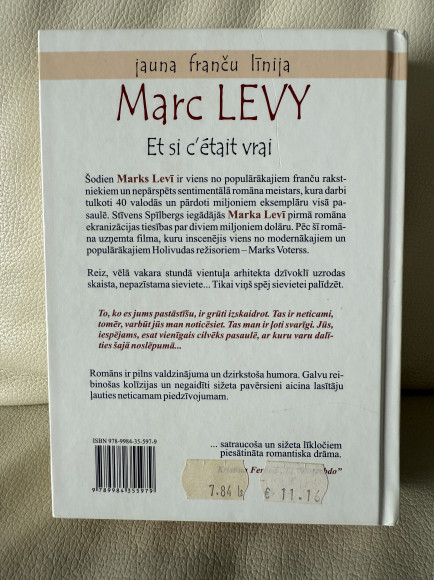 jauna franču līnija
Marc LEVY
Et si c'était vrai
Šodien Marks Levī ir viens no populārākajiem franču rakst-
niekiem un nepārspēts sentimentālā romāna meistars, kura darbi
tulkoti 40 valodās un pārdoti miljoniem eksemplāru visā pa-
saulē. Stīvens Spīlbergs iegādājās Marka Levī pirmā romāna
ekranizācijas tiesības par diviem miljoniem dolāru. Pēc šī romā-
na uzņemta filma, kuru inscenējis viens no modernākajiem un
populārākajiem Holivudas režisoriem – Marks Voterss.
Reiz, vēlā vakara stundā vientuļa arhitekta dzīvoklī uzrodas
skaista, nepazīstama sieviete... Tikai viņš spēj sievietei palīdzēt.
To, ko es jums pastāstīšu, ir grūti izskaidrot. Tas ir neticami,
tomēr, varbūt jūs man noticēsiet. Tas man ir ļoti svarīgi. Jūs,
iespējams, esat vienīgais cilvēks pasaulē, ar kuru varu dalī-
ties šajā noslēpumā...
Romāns ir pilns valdzinājuma un dzirkstoša humora. Galvu rei-
binošas kolīzijas un negaidīti sižeta pavērsieni aicina lasītāju
ļauties neticamam piedzīvojumam.
... satraucoša un sižeta līkločiem
piesātināta romantiska drāma.
ISBN 978-9984-35-597-9
9 789984 355979
7.84 Ls
€ 11.16